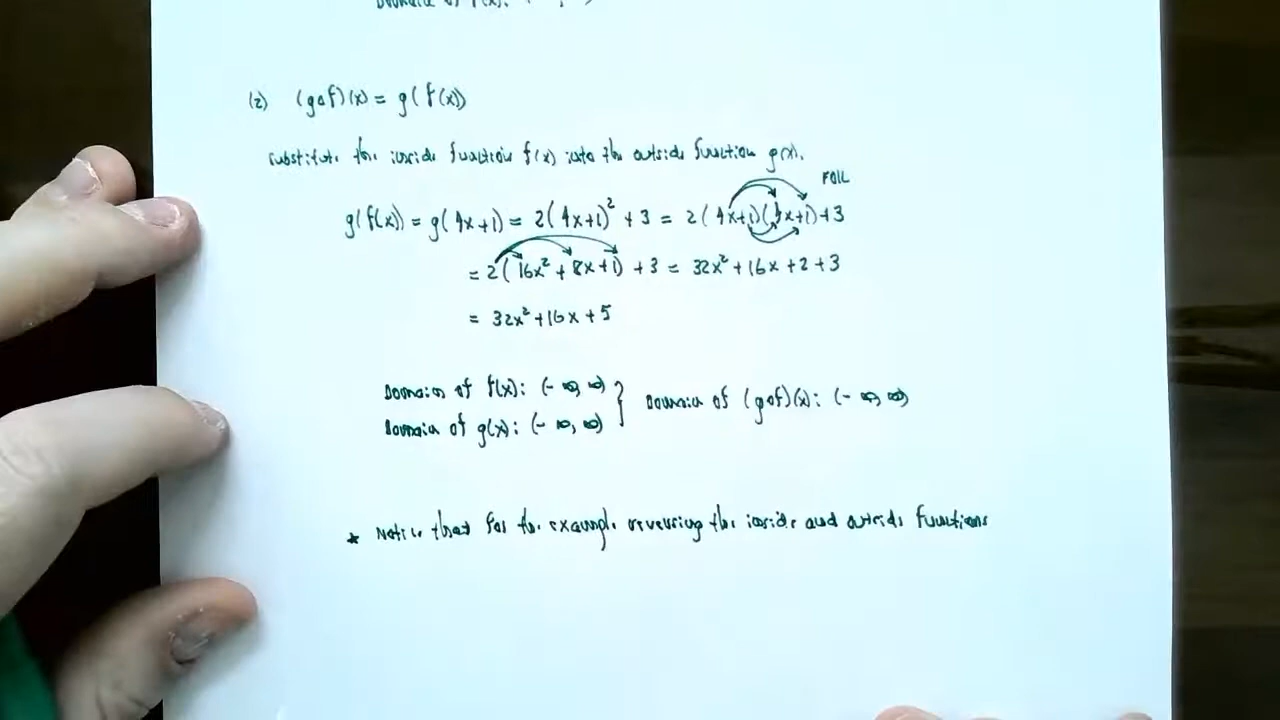 Domain of f(x): (
(2) (g∘f)(x) = g(f(x))
substitute the inside function f(x) into the outside function g(x).
FOIL
g(f(x)) = g(4x+1) = 2(4x+1)² + 3 = 2(4x+1)(4x+1)+3
= 2(16x² + 8x+1) + 3 = 32x² + 16x + 2 + 3
= 32x² + 16x + 5
Domain of f(x): (-∞, ∞)
Domain of g(x): (-∞, ∞) } Domain of (g∘f)(x): (-∞, ∞)
* Notice that for the example reversing the inside and outside functions